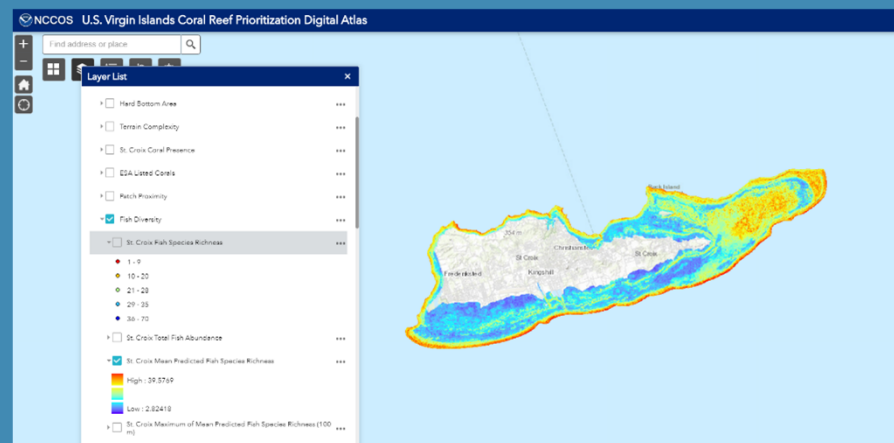 NCCOS U.S. Virgin Islands Coral Reef Prioritization Digital Atlas
Find address or place
Layer List
Hard Bottom Area
Terrain Complexity
St. Croix Coral Presence
ESA Listed Corals
Patch Proximity
Fish Diversity
St. Croix Fish Species Richness
1 - 9
10 - 20
21 - 28
29 - 35
36 - 70
St. Croix Total Fish Abundance
St. Croix Mean Predicted Fish Species Richness
High : 39.5769
Low : 2.82418
St. Croix Maximum of Mean Predicted Fish Species Richness (100
m)
Buck Island
354 m
Christiansted
St Croix
St Croix
Kingshill
Frederiksted